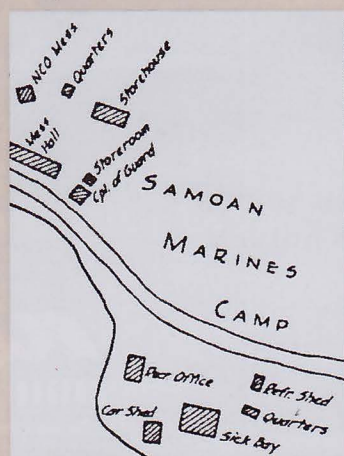 NCO Mess
Quarters
Storehouse
Mess
Hall
Storeroom
Cpl. of Guard
SAMOAN
MARINES
CAMP
Office
Refr. Shed
Car Shed
Quarters
Sick Bay